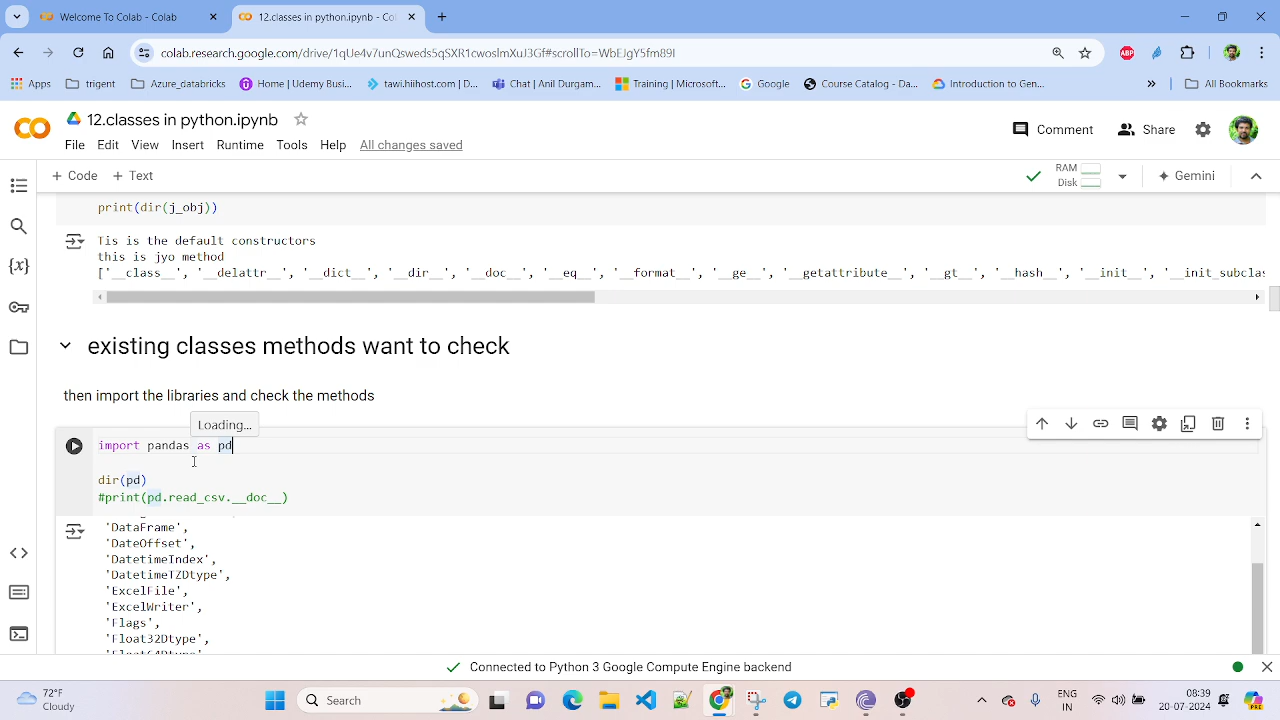 Welcome To Colab - Colab
12.classes in python.ipynb - Co
colab.research.google.com/drive/1qUe4v7unQsweds5qSXR1cwosImXuJ3Gf#scrollTo=WbEJgY5fm89I
Apps
trigent
Azure_databricks
Home | Udemy Busi...
tawi.hiihost.com | D...
Chat | Anil Durgam...
Training | Microsoft...
Google
Course Catalog - Da...
Introduction to Gen...
All Bookmarks
12.classes in python.ipynb
Comment
Share
File Edit View Insert Runtime Tools Help All changes saved
+ Code + Text
RAM
Disk
Gemini
print(dir(j_obj))
Tis is the default constructors
this is jyo method
['__class__', '__delattr__', '__dict__', '__dir__', '__doc__', '__eq__', '__format__', '__ge__', '__getattribute__', '__gt__', '__hash__', '__init__', '__init_subclas
existing classes methods want to check
then import the libraries and check the methods
Loading...
import pandas as pd
dir(pd)
#print(pd.read_csv.__doc__)
'DataFrame',
'DateOffset',
'DatetimeIndex',
'DatetimeTZDtype',
'ExcelFile',
'ExcelWriter',
'Flags',
'Float32Dtype',
Connected to Python 3 Google Compute Engine backend
72°F
Cloudy
Search
ENG
IN
08:39
20-07-2024